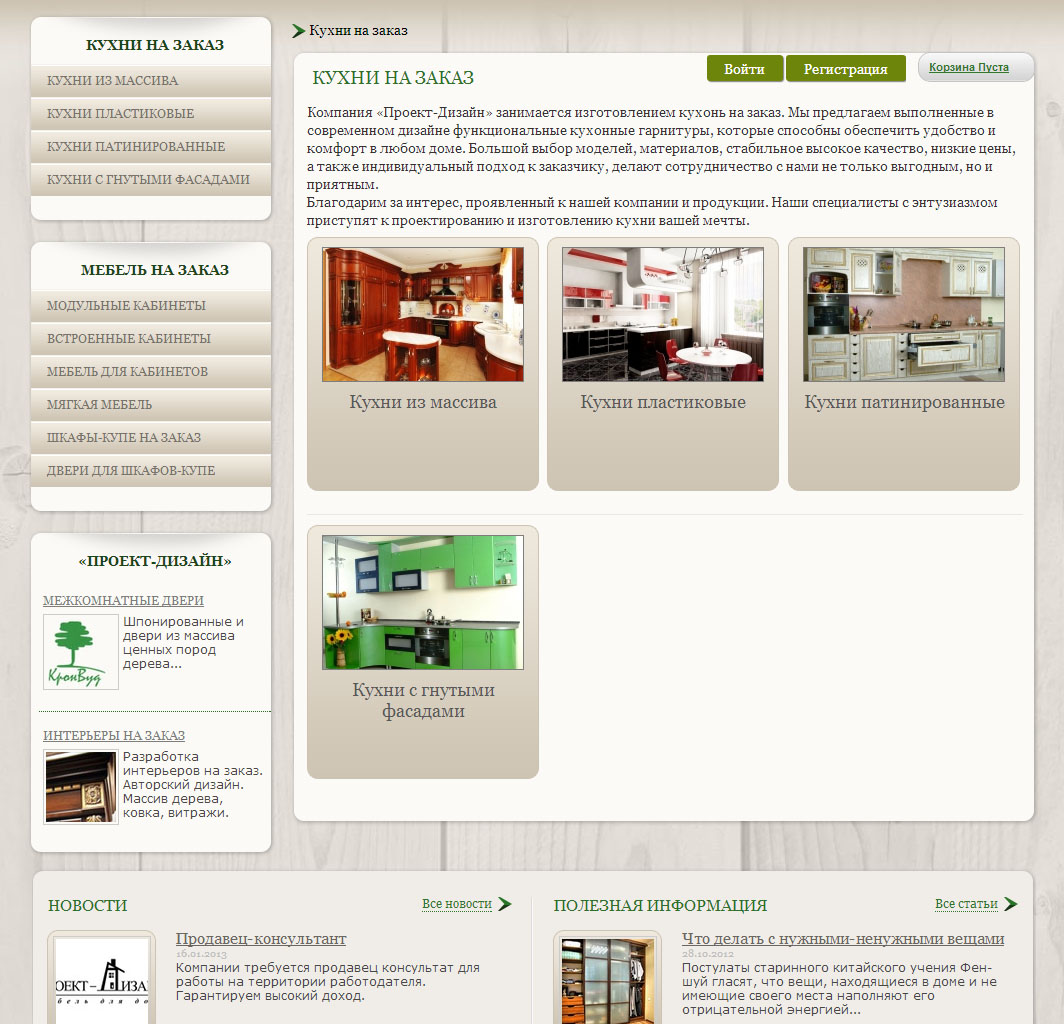 КУХНИ НА ЗАКАЗ
КУХНИ ИЗ МАССИВА
КУХНИ ПЛАСТИКОВЫЕ
КУХНИ ПАТИНИРОВАННЫЕ
КУХНИ С ГНУТЫМИ ФАСАДАМИ
МЕБЕЛЬ НА ЗАКАЗ
МОДУЛЬНЫЕ КАБИНЕТЫ
ВСТРОЕННЫЕ КАБИНЕТЫ
МЕБЕЛЬ ДЛЯ КАБИНЕТОВ
МЯГКАЯ МЕБЕЛЬ
ШКАФЫ-КУПЕ НА ЗАКАЗ
ДВЕРИ ДЛЯ ШКАФОВ-КУПЕ
«ПРОЕКТ-ДИЗАЙН»
МЕЖКОМНАТНЫЕ ДВЕРИ
Шпонированные и
двери из массива
ценных пород
дерева...
КронВуд
ИНТЕРЬЕРЫ НА ЗАКАЗ
Разработка
интерьеров на заказ.
Авторский дизайн.
Массив дерева,
ковка, витражи.
Кухни на заказ
КУХНИ НА ЗАКАЗ
Войти
Регистрация
Корзина Пуста
Компания «Проект-Дизайн» занимается изготовлением кухонь на заказ. Мы предлагаем выполненные в
современном дизайне функциональные кухонные гарнитуры, которые способны обеспечить удобство и
комфорт в любом доме. Большой выбор моделей, материалов, стабильное высокое качество, низкие цены,
а также индивидуальный подход к заказчику, делают сотрудничество с нами не только выгодным, но и
приятным.
Благодарим за интерес, проявленный к нашей компании и продукции. Наши специалисты с энтузиазмом
приступят к проектированию и изготовлению кухни вашей мечты.
Кухни из массива
Кухни пластиковые
Кухни патинированные
Кухни с гнутыми
фасадами
НОВОСТИ
Все новости
ОЕКТ-ДИЗА
бель для до
Продавец-консультант
16.01.2013
Компании требуется продавец консультат для
работы на территории работодателя.
Гарантируем высокий доход.
ПОЛЕЗНАЯ ИНФОРМАЦИЯ
Все статьи
Что делать с нужными-ненужными вещами
28.10.2012
Постулаты старинного китайского учения Фен-
шуй гласят, что вещи, находящиеся в доме и не
имеющие своего места наполняют его
отрицательной энергией...